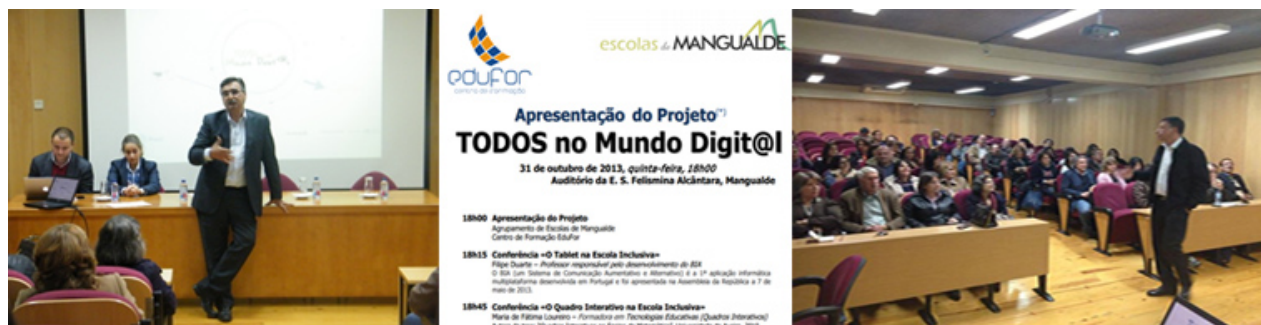 eduFor
centro de formação
escolas de MANGUALDE
Apresentação do Projeto(*)
TODOS no Mundo Digit@l
31 de outubro de 2013, quinta-feira, 18h00
Auditório da E. S. Felismina Alcântara, Mangualde
18h00 Apresentação do Projeto
Agrupamento de Escolas de Mangualde
Centro de Formação EduFor
18h15 Conferência «O Tablet na Escola Inclusiva»
Filipe Duarte – Professor responsável pelo desenvolvimento do BIA
O BIA (um Sistema de Comunicação Aumentativo e Alternativo) é a 1ª aplicação informática
multiplataforma desenvolvida em Portugal e foi apresentada na Assembleia da República a 7 de
maio de 2013.
18h45 Conferência «O Quadro Interativo na Escola Inclusiva»
Maria de Fátima Loureiro – Formadora em Tecnologias Educativas (Quadros Interativos)